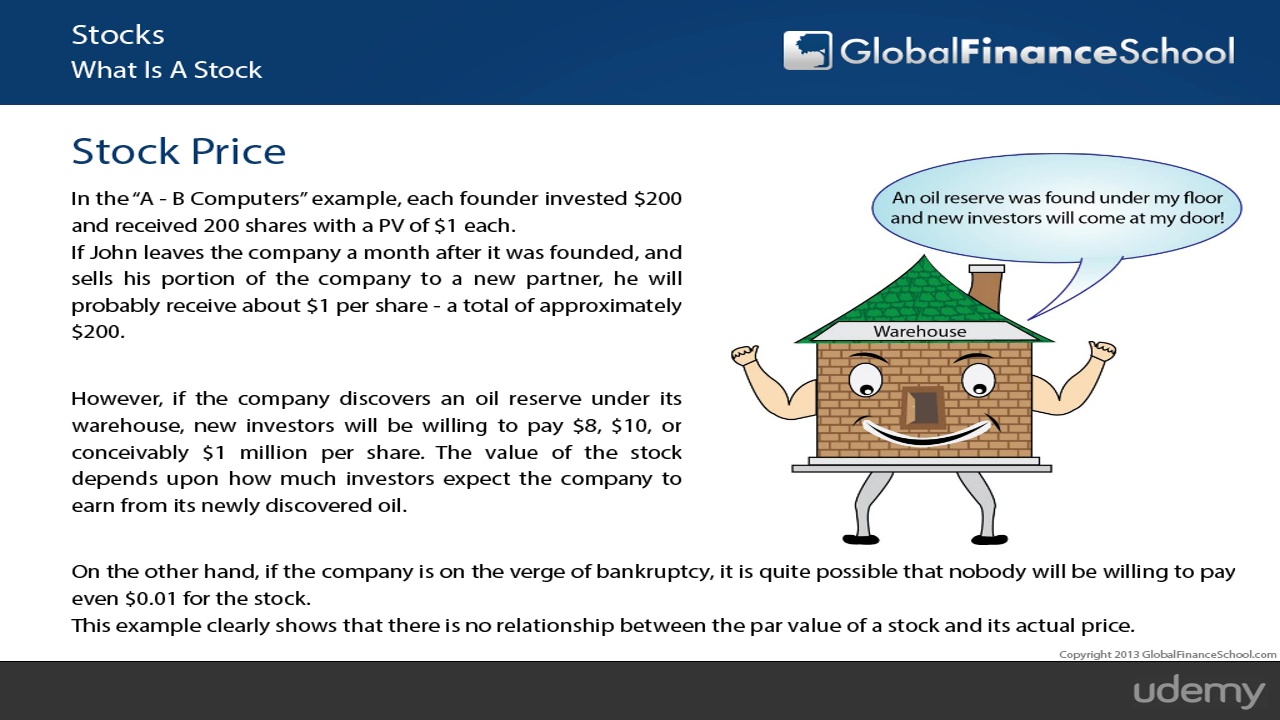 Stocks
What Is A Stock
GlobalFinanceSchool
Stock Price
In the “A - B Computers” example, each founder invested $200
and received 200 shares with a PV of $1 each.
If John leaves the company a month after it was founded, and
sells his portion of the company to a new partner, he will
probably receive about $1 per share - a total of approximately
$200.
However, if the company discovers an oil reserve under its
warehouse, new investors will be willing to pay $8, $10, or
conceivably $1 million per share. The value of the stock
depends upon how much investors expect the company to
earn from its newly discovered oil.
An oil reserve was found under my floor
and new investors will come at my door!
Warehouse
On the other hand, if the company is on the verge of bankruptcy, it is quite possible that nobody will be willing to pay
even $0.01 for the stock.
This example clearly shows that there is no relationship between the par value of a stock and its actual price.
Copyright 2013 GlobalFinanceSchool.com
udemy